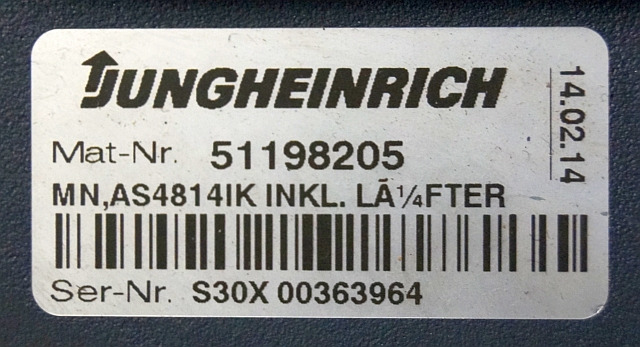 JUNGHEINRICH
14.02.14
Mat-Nr. 51198205
MN,AS4814IK INKL. LÃ¼FTER
Ser-Nr. S30X 00363964